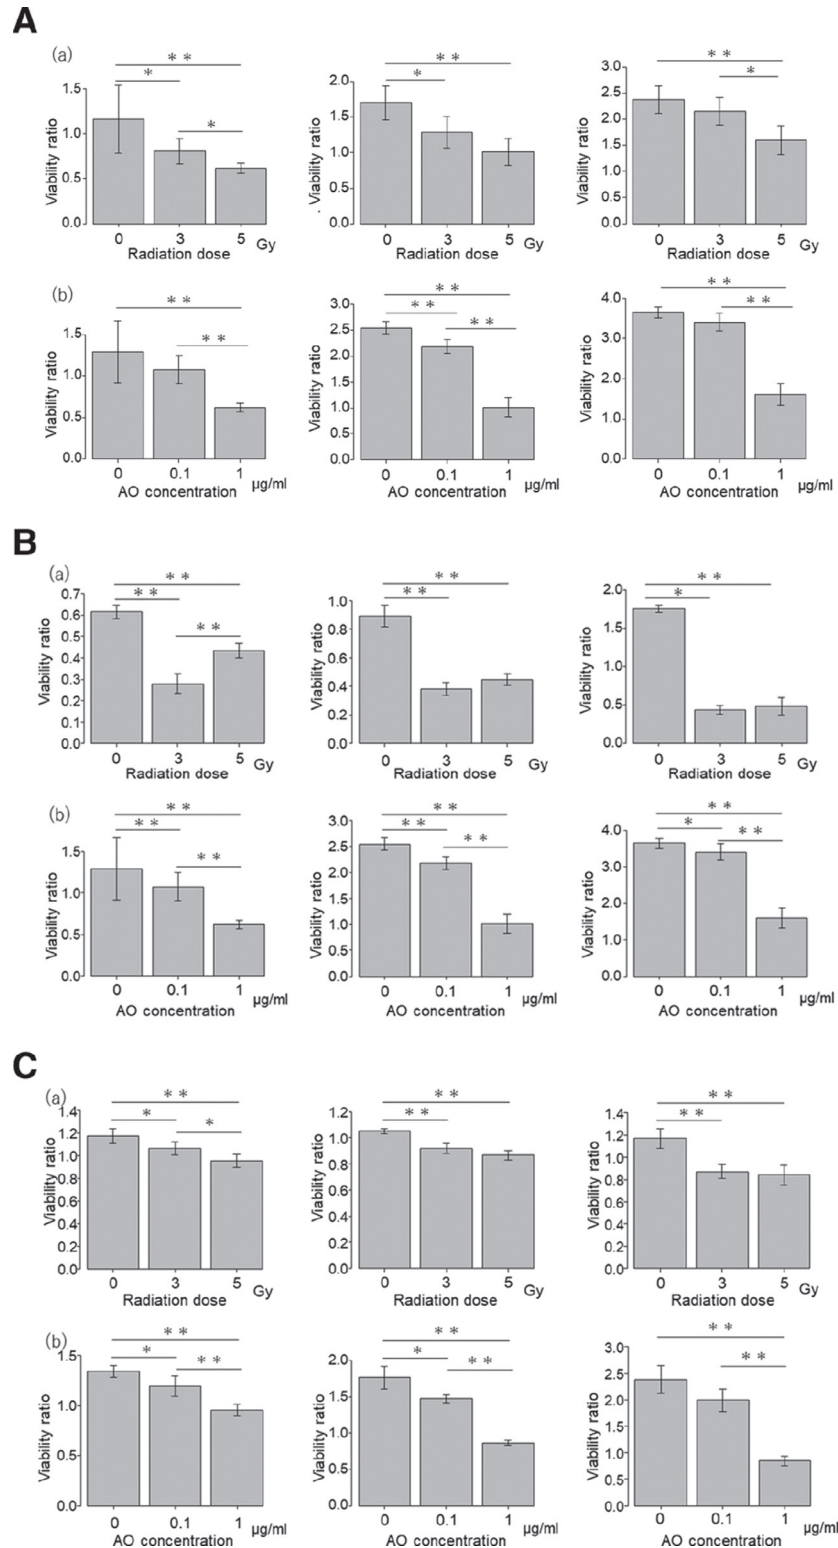 A
(a)
** ** **
* * *
*
1.5 2.0 3.0
1.0 1.5 2.5
0.5 1.0 2.0
0.0 0.5 1.5
0.0 1.0
0.5
0.0
Viability ratio Viability ratio Viability ratio
0 3 5 Gy 0 3 5 Gy 0 3 5 Gy
Radiation dose Radiation dose Radiation dose
(b)
** ** **
** ** **
**
1.5 3.0 4.0
1.0 2.5 3.0
0.5 2.0 2.0
0.0 1.5 1.0
1.0 0.0
0.5
0.0
Viability ratio Viability ratio Viability ratio
0 0.1 1 µg/ml 0 0.1 1 µg/ml 0 0.1 1 µg/ml
AO concentration AO concentration AO concentration
B
(a)
** ** **
** ** *
**
0.7 1.0 2.0
0.6 0.8 1.5
0.5 0.6 1.0
0.4 0.4 0.5
0.3 0.2 0.0
0.2 0.0
0.1
0.0
Viability ratio Viability ratio Viability ratio
0 3 5 Gy 0 3 5 Gy 0 3 5 Gy
Radiation dose Radiation dose Radiation dose
(b)
** ** **
** ** *
** ** **
1.5 3.0 4.0
1.0 2.5 3.0
0.5 2.0 2.0
0.0 1.5 1.0
1.0 0.0
0.5
0.0
Viability ratio Viability ratio Viability ratio
0 0.1 1 µg/ml 0 0.1 1 µg/ml 0 0.1 1 µg/ml
AO concentration AO concentration AO concentration
C
(a)
** ** **
* ** **
*
1.4 1.2 1.4
1.2 1.0 1.2
1.0 0.8 1.0
0.8 0.6 0.8
0.6 0.4 0.6
0.4 0.2 0.4
0.2 0.0 0.2
0.0 0.0
Viability ratio Viability ratio Viability ratio
0 3 5 Gy 0 3 5 Gy 0 3 5 Gy
Radiation dose Radiation dose Radiation dose
(b)
** ** **
* * **
** **
1.5 2.0 3.0
1.0 1.5 2.5
0.5 1.0 2.0
0.0 0.5 1.5
0.0 1.0
0.5
0.0
Viability ratio Viability ratio Viability ratio
0 0.1 1 µg/ml 0 0.1 1 µg/ml 0 0.1 1 µg/ml
AO concentration AO concentration AO concentration